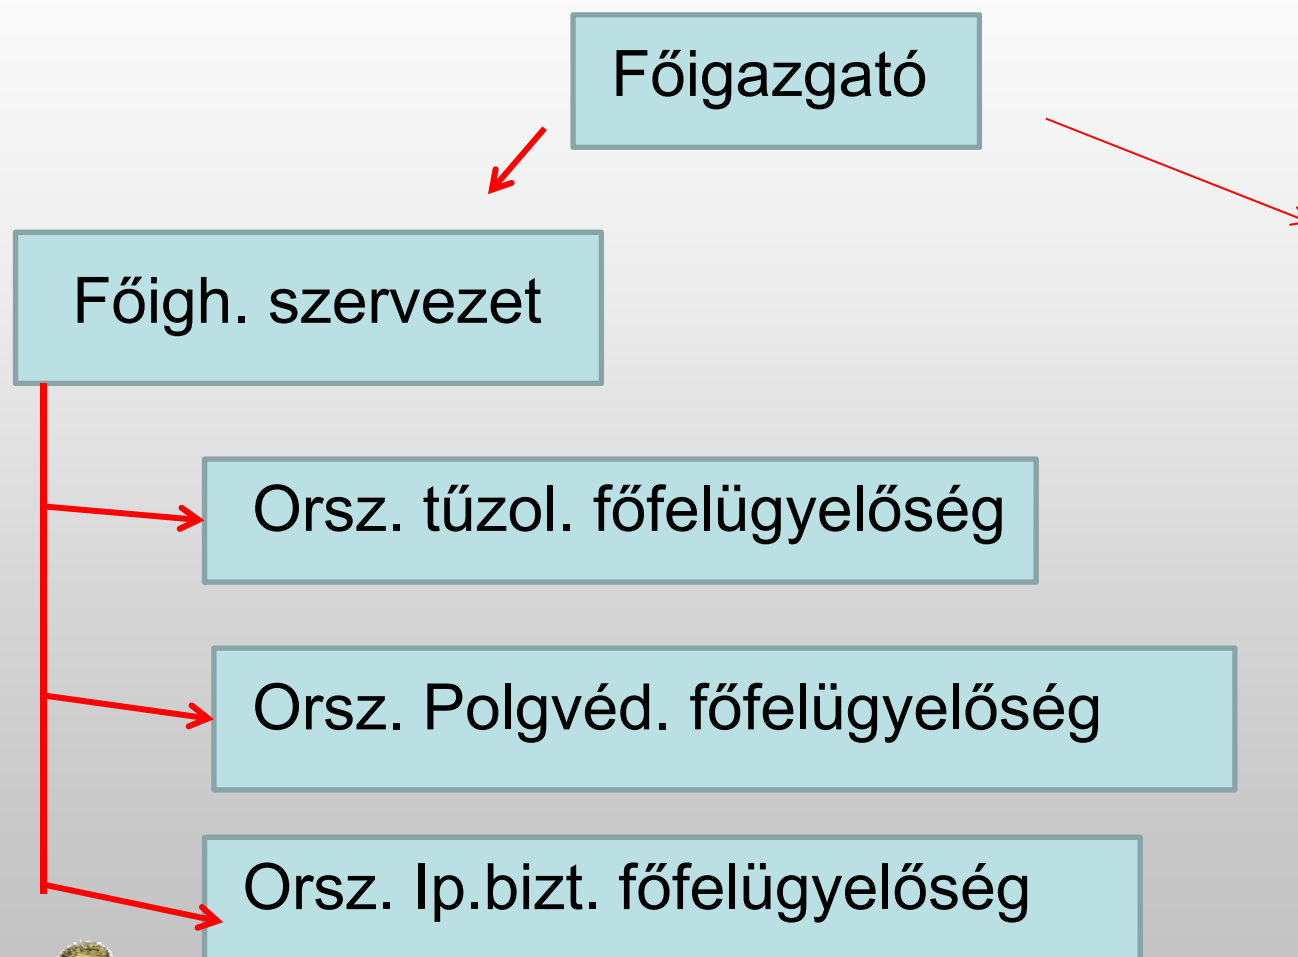 Főigazgató
Főigh. szervezet
Orsz. tűzol. főfelügyelőség
Orsz. Polgvéd. főfelügyelőség
Orsz. Ip.bizt. főfelügyelőség